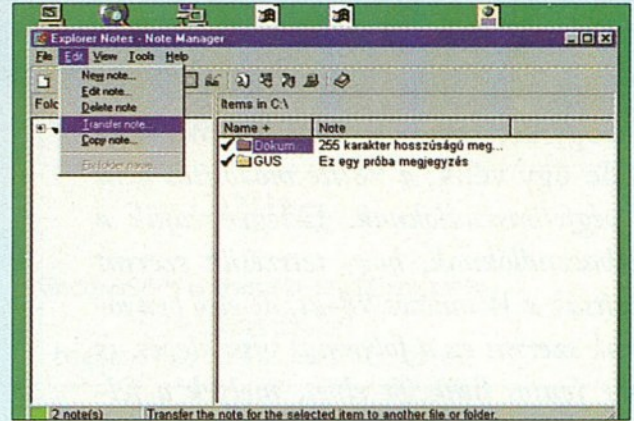 Explorer Notes - Note Manager
File Edit View Tools Help
New note...
Edit note...
Delete note
Transfer note...
Copy note...
Items in C:\
Name + Note
Dokum 255 karakter hosszúságú meg...
GUS Ez egy próba megjegyzés
2 note(s) Transfer the note for the selected item to another file or folder.